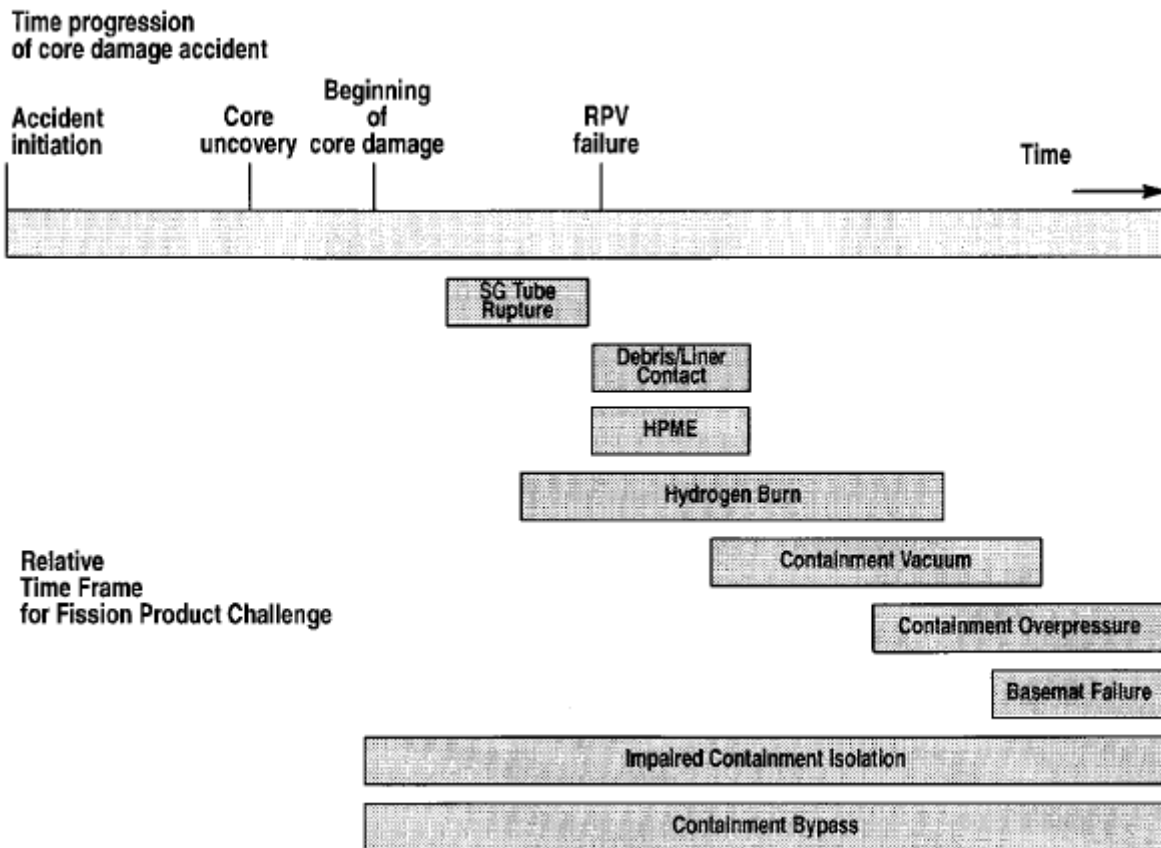 Time progression
of core damage accident
Accident
initiation
Core
uncovery
Beginning
of
core damage
RPV
failure
Time
SG Tube
Rupture
Debris/Liner
Contact
HPME
Hydrogen Burn
Containment Vacuum
Relative
Time Frame
for Fission Product Challenge
Containment Overpressure
Basemat Failure
Impaired Containment Isolation
Containment Bypass